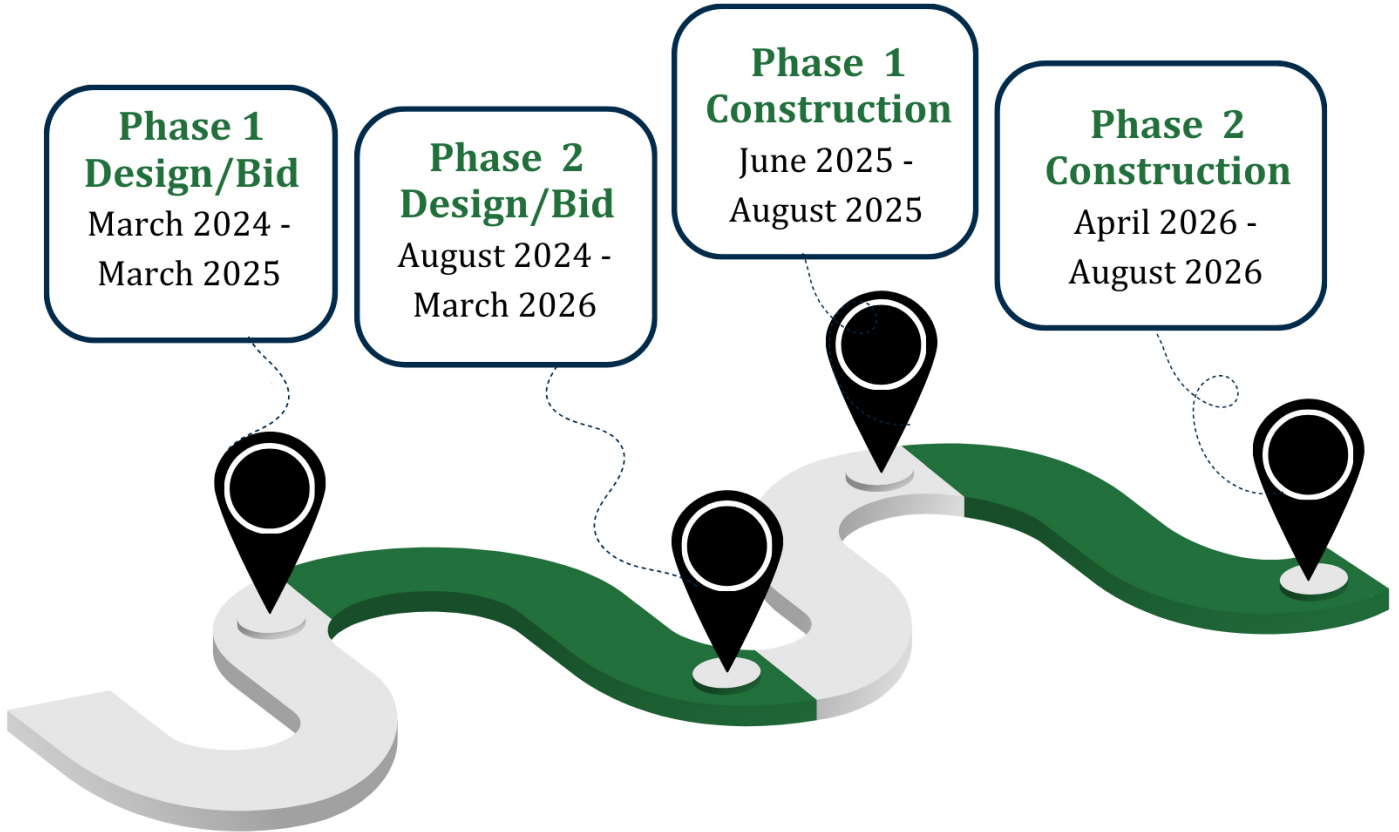 Phase 1
Design/Bid
March 2024 -
March 2025
Phase 2
Design/Bid
August 2024 -
March 2026
Phase 1
Construction
June 2025 -
August 2025
Phase 2
Construction
April 2026 -
August 2026